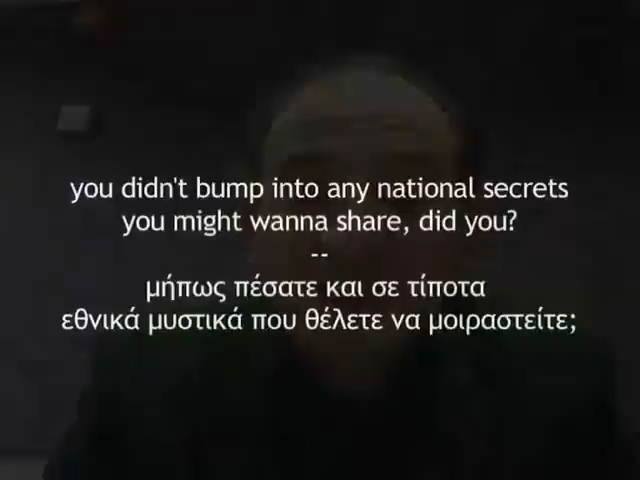 you didn't bump into any national secrets
you might wanna share, did you?
--
μήπως πέσατε και σε τίποτα
εθνικά μυστικά που θέλετε να μοιραστείτε;